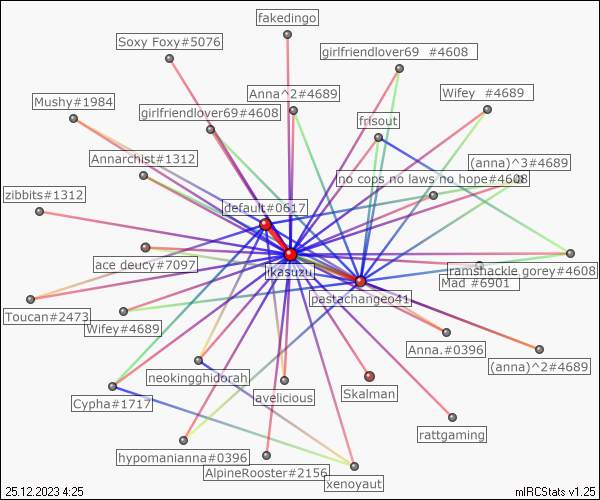 fakedingo
Soxy Foxy#5076
girlfriendlover69 #4608
Anna^2#4689
Wifey #4689
Mushy#1984
girlfriendlover69#4608
frisout
Annarchist#1312
(anna)^3#4689
no cops no laws no hope#4608
zibbits#1312
default#0617
ace deucy#7097
ikasuzu
ramshackle gorey#4608
Mad #6901
pastachangeo41
Toucan#2473
Wifey#4689
Anna.#0396
(anna)^2#4689
neokingghidorah
Skalman
avelicious
Cypha#1717
rattgaming
hypomanianna#0396
AlpineRooster#2156
xenoyaut
25.12.2023 4:25
mIRCStats v1.25